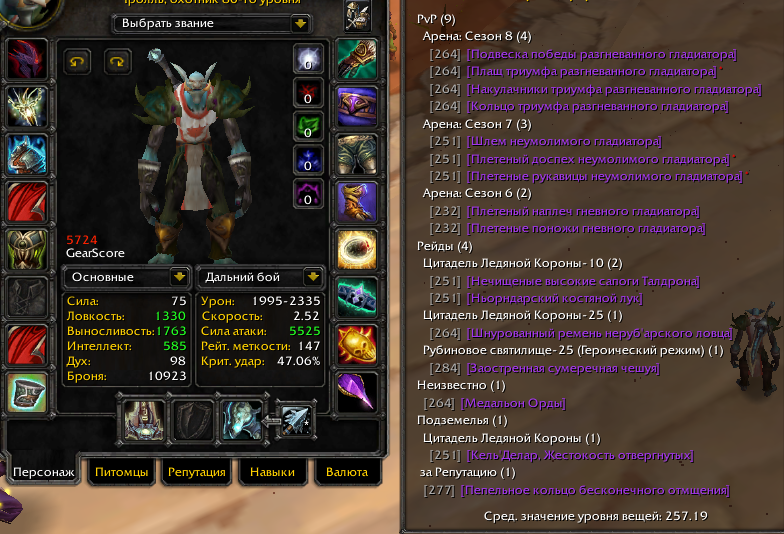 Тролль, охотник 80-го уровня
Выбрать звание
0
0
0
0
0
5724
GearScore
Основные
Дальний бой
Сила: 75
Ловкость: 1330
Выносливость: 1763
Интеллект: 585
Дух: 98
Броня: 10923
Урон: 1995-2335
Скорость: 2.52
Сила атаки: 5525
Рейт. меткости: 147
Крит. удар: 47.06%
Персонаж
Питомцы
Репутация
Навыки
Валюта
PvP (9)
Арена: Сезон 8 (4)
[264] [Подвеска победы разгневанного гладиатора]
[264] [Плащ триумфа разгневанного гладиатора]
[264] [Накулачники триумфа разгневанного гладиатора]
[264] [Кольцо триумфа разгневанного гладиатора]
Арена: Сезон 7 (3)
[251] [Шлем неумолимого гладиатора]
[251] [Плетеный доспех неумолимого гладиатора]
[251] [Плетеные рукавицы неумолимого гладиатора]
Арена: Сезон 6 (2)
[232] [Плетеный наплеч гневного гладиатора]
[232] [Плетеные поножи гневного гладиатора]
Рейды (4)
Цитадель Ледяной Короны-10 (2)
[251] [Нечищеные высокие сапоги Талдрона]
[251] [Ньорндарский костяной лук]
Цитадель Ледяной Короны-25 (1)
[264] [Шнурованный ремень неруб'арского ловца]
Рубиновое святилище-25 (Героический режим) (1)
[284] [Заостренная сумеречная чешуя]
Неизвестно (1)
[264] [Медальон Орды]
Подземелья (1)
Цитадель Ледяной Короны (1)
[251] [Кель'Делар, Жестокость отвергнутых]
за Репутацию (1)
[277] [Пепельное кольцо бесконечного отмщения]
Сред. значение уровня вещей: 257.19